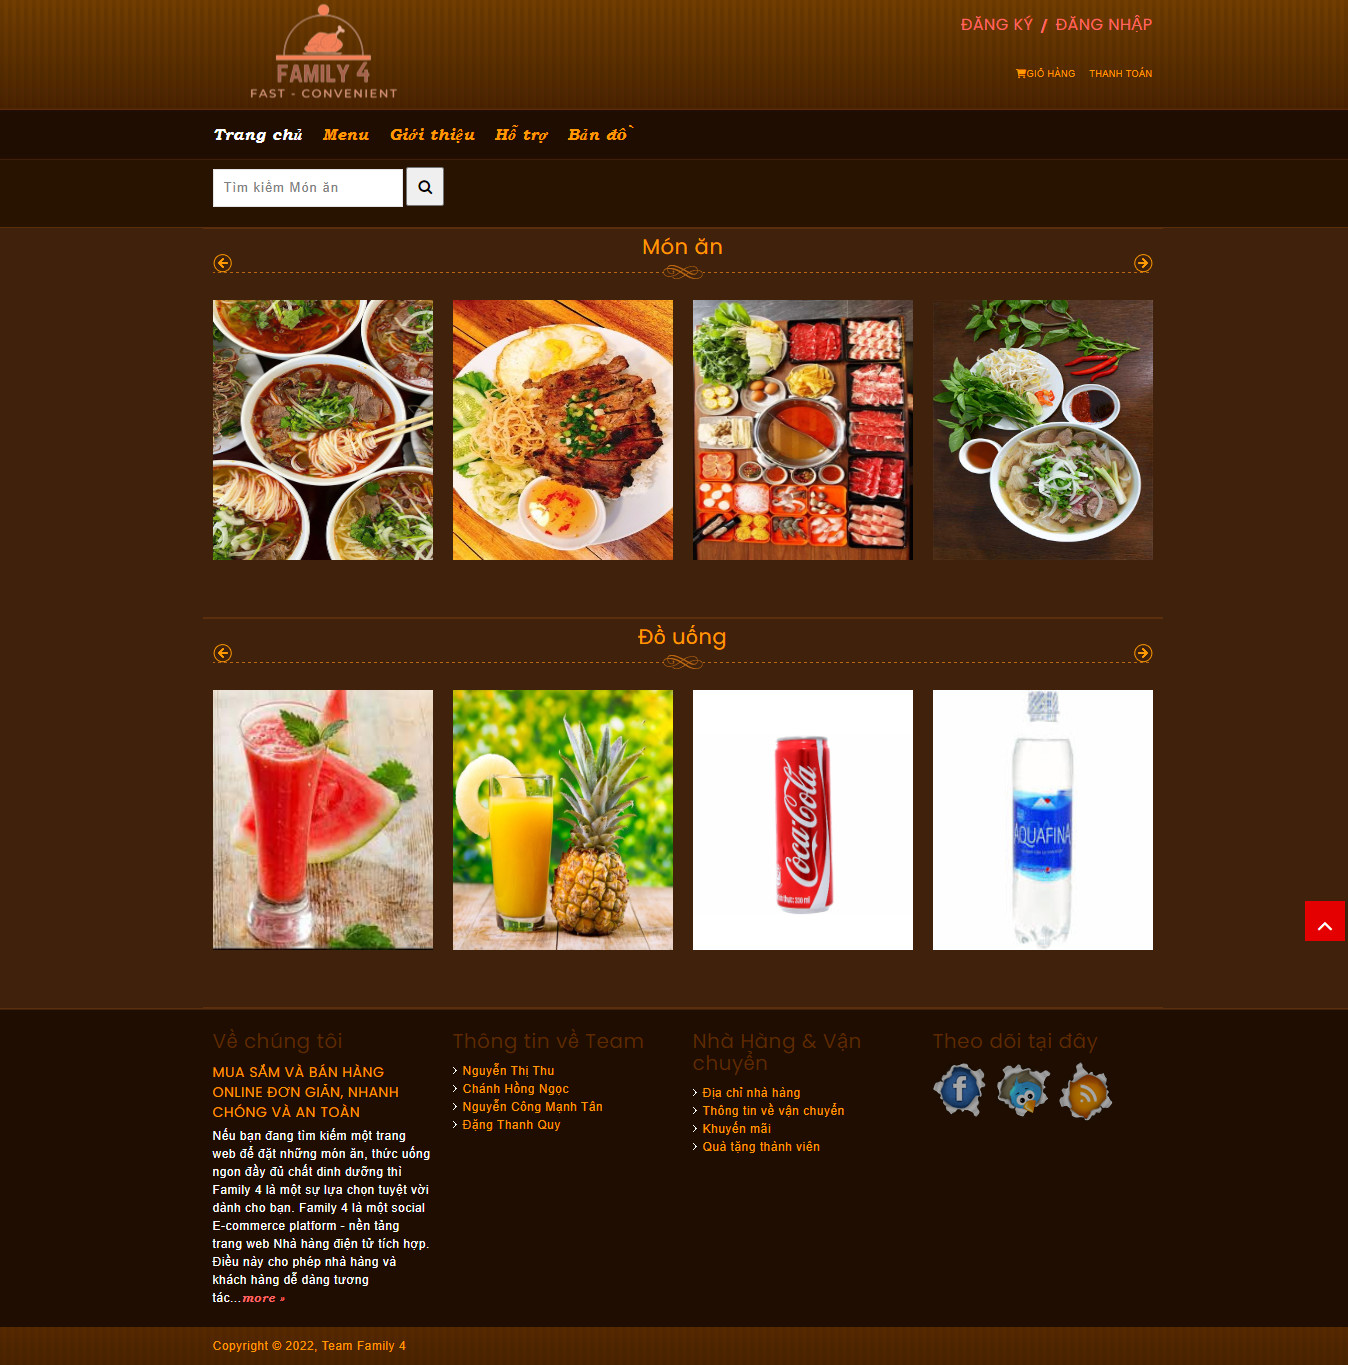 FAMILY 4
FAST - CONVENIENT
ĐĂNG KÝ / ĐĂNG NHẬP
GIỎ HÀNG THANH TOÁN
Trang chủ Menu Giới thiệu Hỗ trợ Bản đồ
Tìm kiếm Món ăn
Món ăn
Đồ uống
Coca-Cola
AQUAFINA
Về chúng tôi
MUA SẮM VÀ BÁN HÀNG
ONLINE ĐƠN GIẢN, NHANH
CHÓNG VÀ AN TOÀN
Nếu bạn đang tìm kiếm một trang
web để đặt những món ăn, thức uống
ngon đầy đủ chất dinh dưỡng thì
Family 4 là một sự lựa chọn tuyệt vời
dành cho bạn. Family 4 là một social
E-commerce platform - nền tảng
trang web Nhà hàng điện tử tích hợp.
Điều này cho phép nhà hàng và
khách hàng dễ dàng tương
tác...more »
Thông tin về Team
Nguyễn Thị Thu
Chánh Hồng Ngọc
Nguyễn Công Mạnh Tân
Đặng Thanh Quy
Nhà Hàng & Vận
chuyển
Địa chỉ nhà hàng
Thông tin về vận chuyển
Khuyến mãi
Quà tặng thành viên
Theo dõi tại đây
Copyright © 2022, Team Family 4